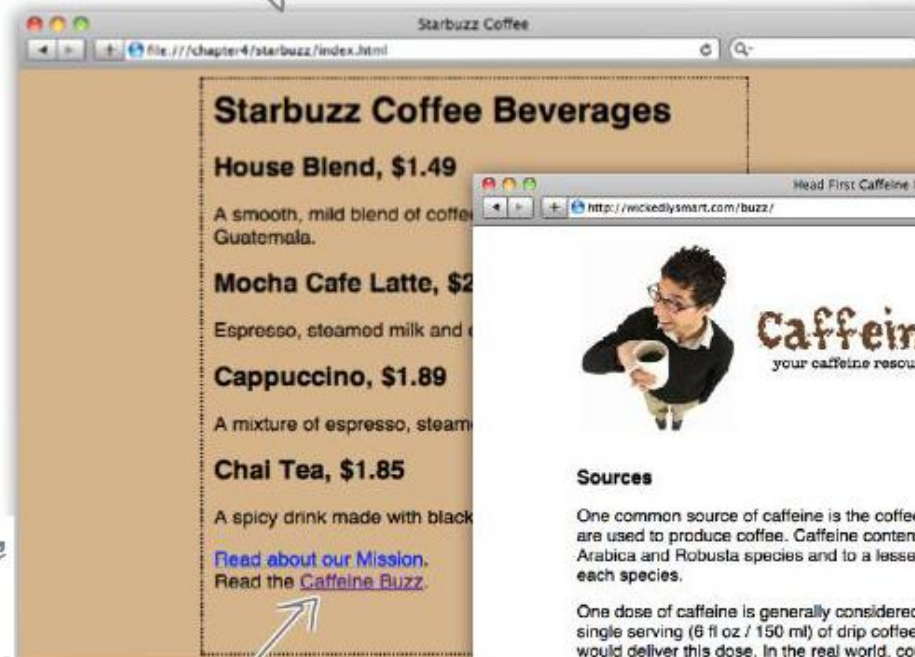 Starbuzz Coffee
file:///chapter4/starbuzz/index.html
Starbuzz Coffee Beverages
House Blend, $1.49
A smooth, mild blend of coffee
Guatemala.
Mocha Cafe Latte, $2
Espresso, steamed milk and
Cappuccino, $1.89
A mixture of espresso, steam
Chai Tea, $1.85
A spicy drink made with black
Read about our Mission.
Read the Caffeine Buzz.
Head First Caffeine
http://wickedlysmart.com/buzz/
Caffein
your caffeine resou
Sources
One common source of caffeine is the coffee
are used to produce coffee. Caffeine conten
Arabica and Robusta species and to a lesse
each species.
One dose of caffeine is generally considered
single serving (6 fl oz / 150 ml) of drip coffee
would deliver this dose. In the real world, co